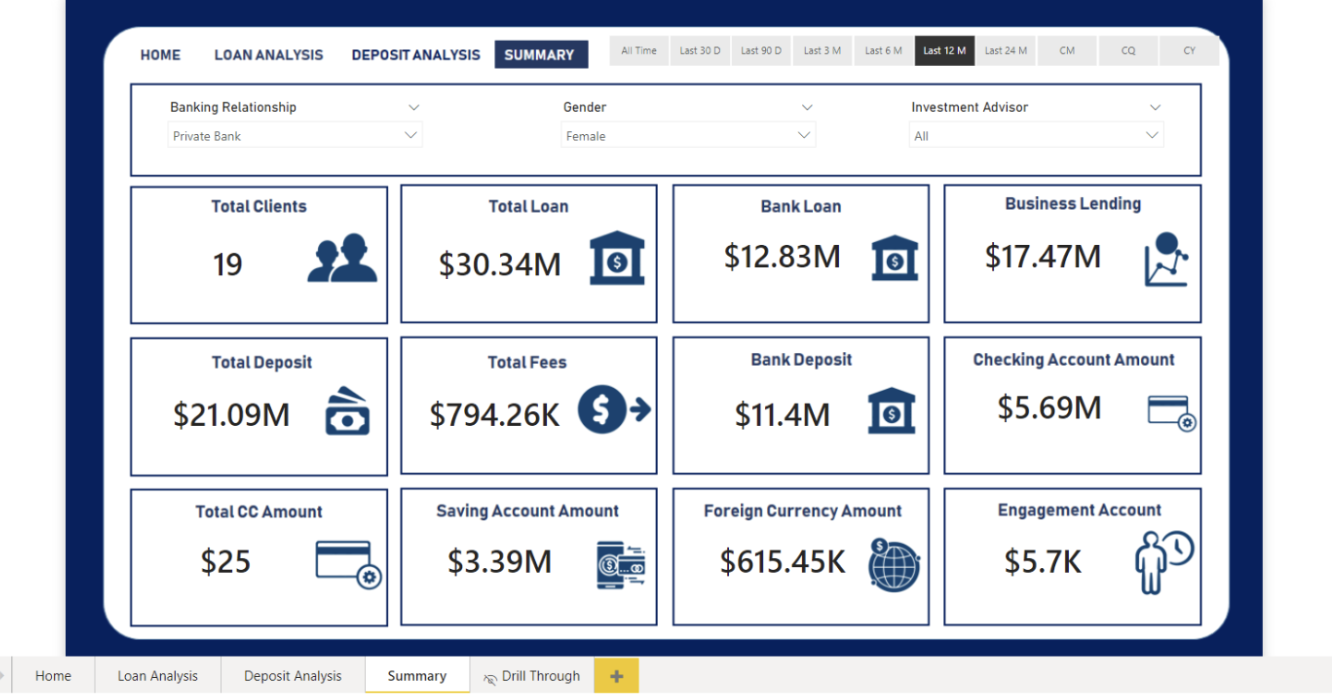 HOME LOAN ANALYSIS DEPOSIT ANALYSIS SUMMARY All Time Last 30 D Last 90 D Last 3 M Last 6 M Last 12 M Last 24 M CM CQ CY
Banking Relationship Gender Investment Advisor
Private Bank Female All
Total Clients Total Loan Bank Loan Business Lending
19 $30.34M $12.83M $17.47M
Total Deposit Total Fees Bank Deposit Checking Account Amount
$21.09M $794.26K $11.4M $5.69M
Total CC Amount Saving Account Amount Foreign Currency Amount Engagement Account
$25 $3.39M $615.45K $5.7K
Home Loan Analysis Deposit Analysis Summary Drill Through +